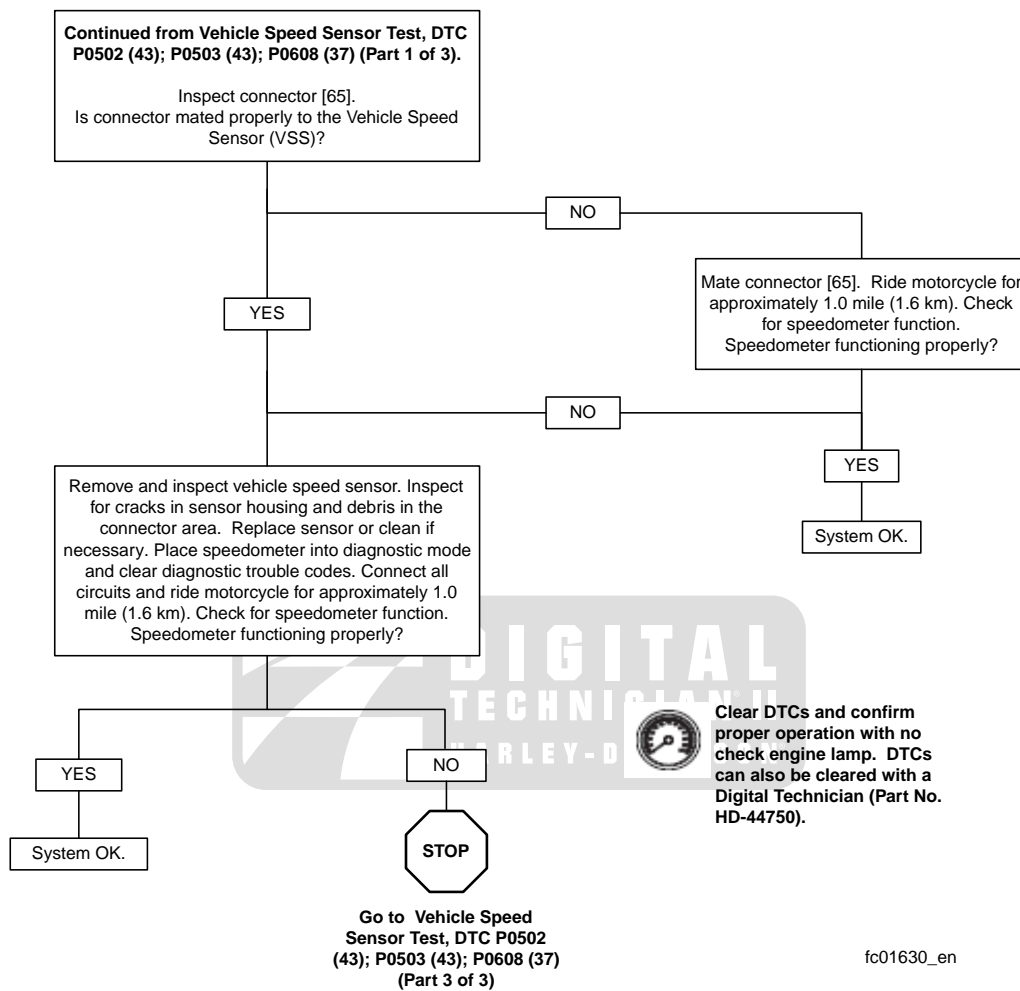 Continued from Vehicle Speed Sensor Test, DTC
P0502 (43); P0503 (43); P0608 (37) (Part 1 of 3).
Inspect connector [65].
Is connector mated properly to the Vehicle Speed
Sensor (VSS)?
NO
YES
Mate connector [65].  Ride motorcycle for
approximately 1.0 mile (1.6 km). Check
for speedometer function.
Speedometer functioning properly?
NO
YES
System OK.
Remove and inspect vehicle speed sensor. Inspect
for cracks in sensor housing and debris in the
connector area.  Replace sensor or clean if
necessary. Place speedometer into diagnostic mode
and clear diagnostic trouble codes. Connect all
circuits and ride motorcycle for approximately 1.0
mile (1.6 km). Check for speedometer function.
Speedometer functioning properly?
DIGITAL
TECHNICIAN II
Clear DTCs and confirm
proper operation with no
check engine lamp.  DTCs
can also be cleared with a
Digital Technician (Part No.
HD-44750).
YES
NO
System OK.
STOP
Go to  Vehicle Speed
Sensor Test, DTC P0502
(43); P0503 (43); P0608 (37)
(Part 3 of 3)
fc01630_en